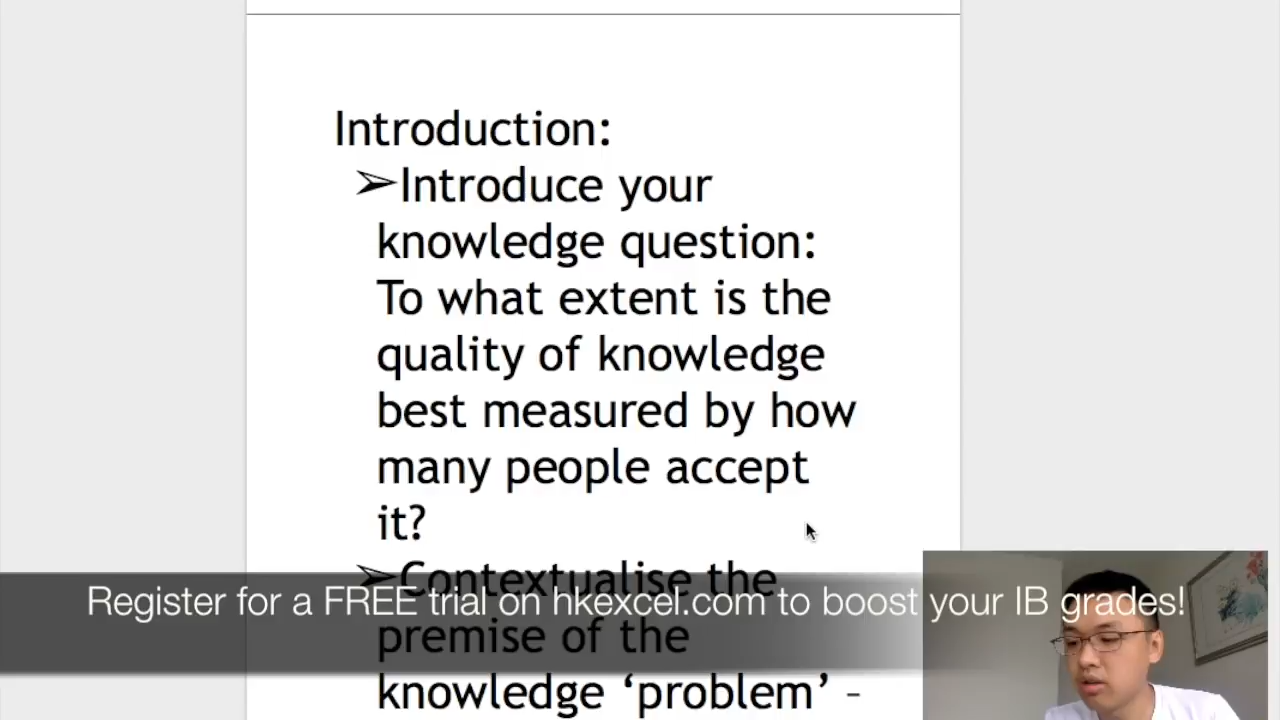 Introduction:
➢Introduce your
knowledge question:
To what extent is the
quality of knowledge
best measured by how
many people accept
it?
➢Contextualise the
Register for a FREE trial on hkexcel.com to boost your IB grades!
premise of the
knowledge ‘problem’ –